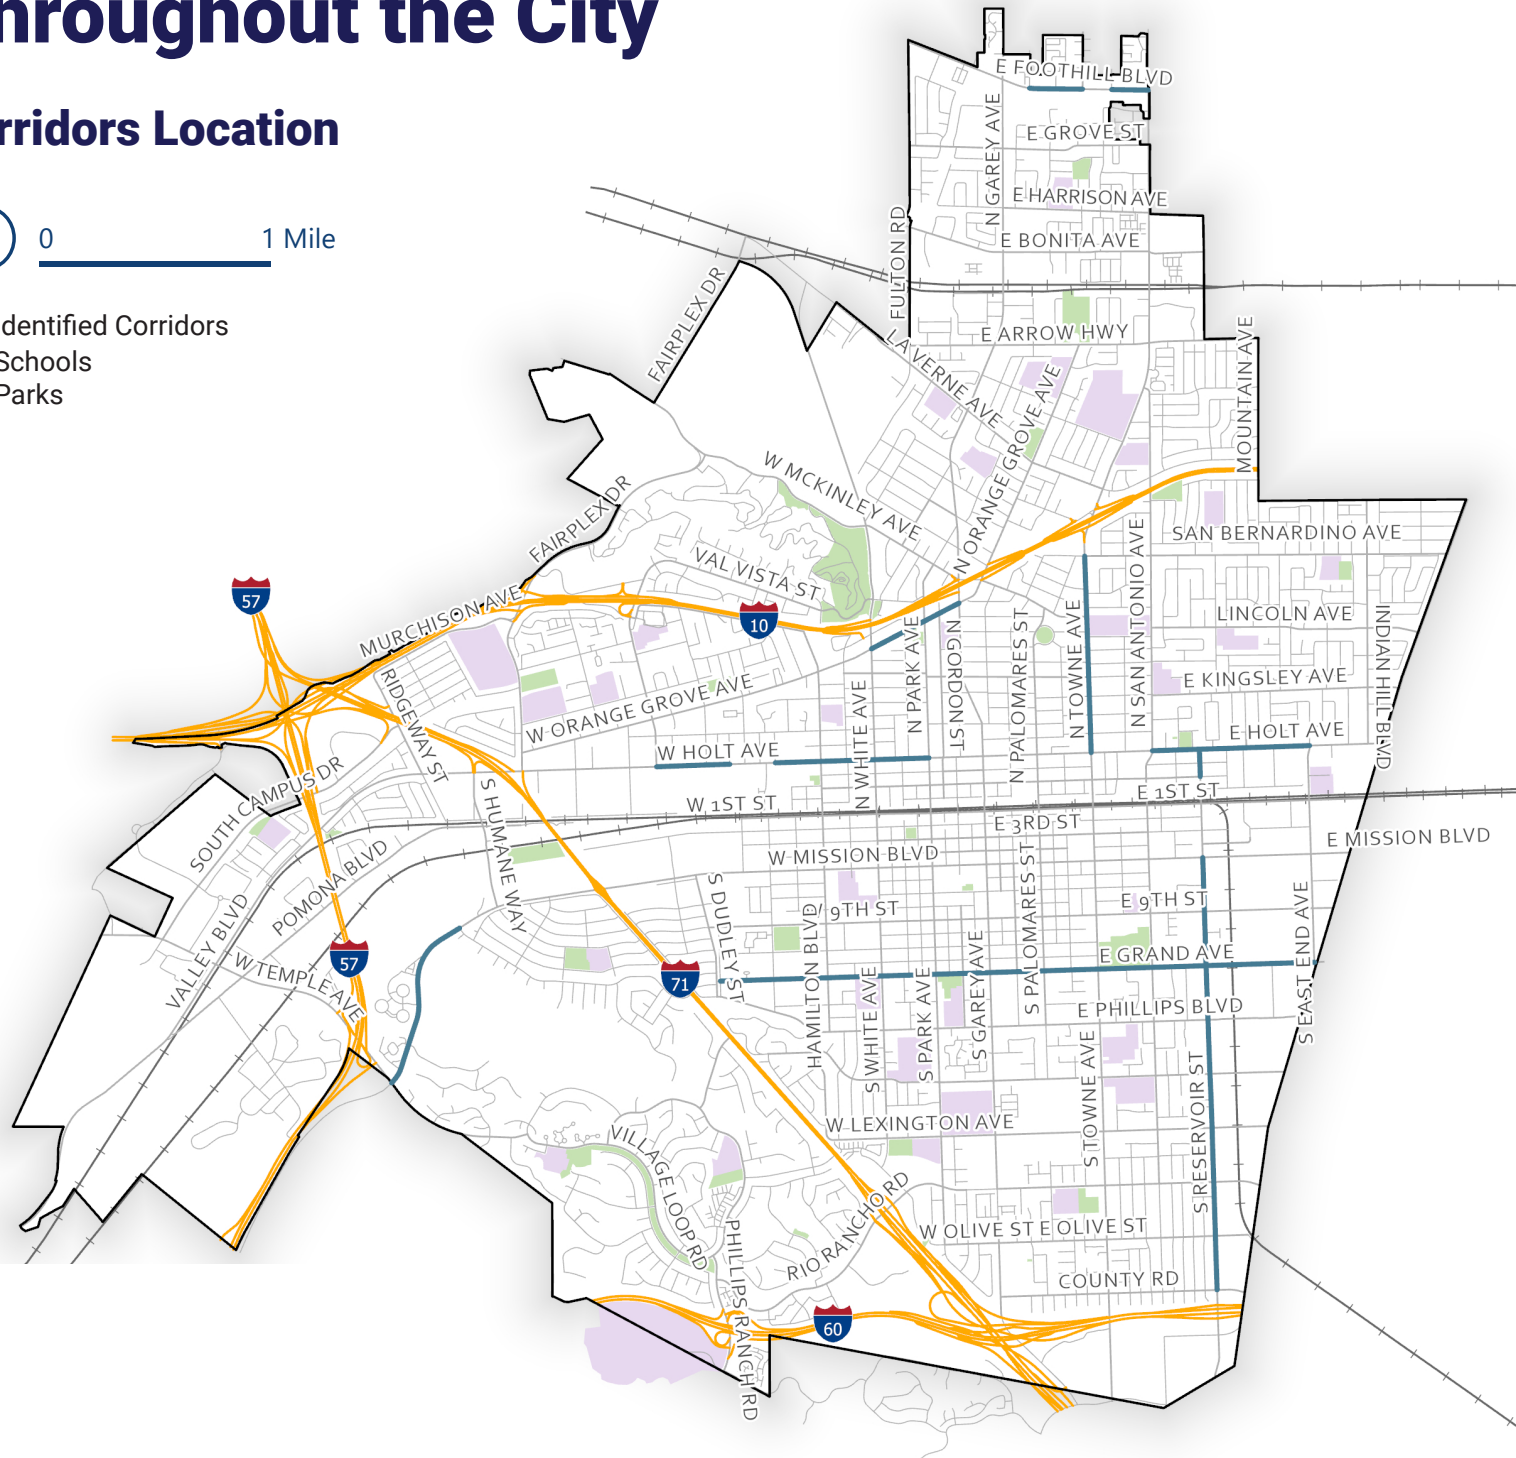 hroughout the City
rridors Location
0 1 Mile
dentified Corridors
Schools
Parks
E FOOTHILL BLVD
N GAREY AVE
E GROVE ST
E HARRISON AVE
E BONITA AVE
FULTON RD
FAIRPLEX DR
E ARROW HWY
LA VERNE AVE
MOUNTAIN AVE
N ORANGE GROVE AVE
W MCKINLEY AVE
FAIRPLEX DR
SAN BERNARDINO AVE
VAL VISTA ST
57
10
MURCHISON AVE
LINCOLN AVE
N PARK AVE
N GORDON ST
N PALOMARES ST
N TOWNE AVE
N SAN ANTONIO AVE
INDIAN HILL BLVD
E KINGSLEY AVE
RIDGEWAY ST
W ORANGE GROVE AVE
N WHITE AVE
W HOLT AVE
E HOLT AVE
SOUTH CAMPUS DR
S HUMANE WAY
W 1ST ST
E 1ST ST
E 3RD ST
E MISSION BLVD
W MISSION BLVD
POMONA BLVD
VALLEY BLVD
S DUDLEY ST
W 9TH ST
E 9TH ST
HAMILTON BLVD
S PALOMARES ST
S EAST END AVE
57
W TEMPLE AVE
71
E GRAND AVE
S WHITE AVE
S PARK AVE
S GAREY AVE
E PHILLIPS BLVD
S TOWNE AVE
S RESERVOIR ST
W LEXINGTON AVE
VILLAGE LOOP RD
RIO RANCHO RD
W OLIVE ST E OLIVE ST
PHILLIPS RANCH RD
COUNTY RD
60